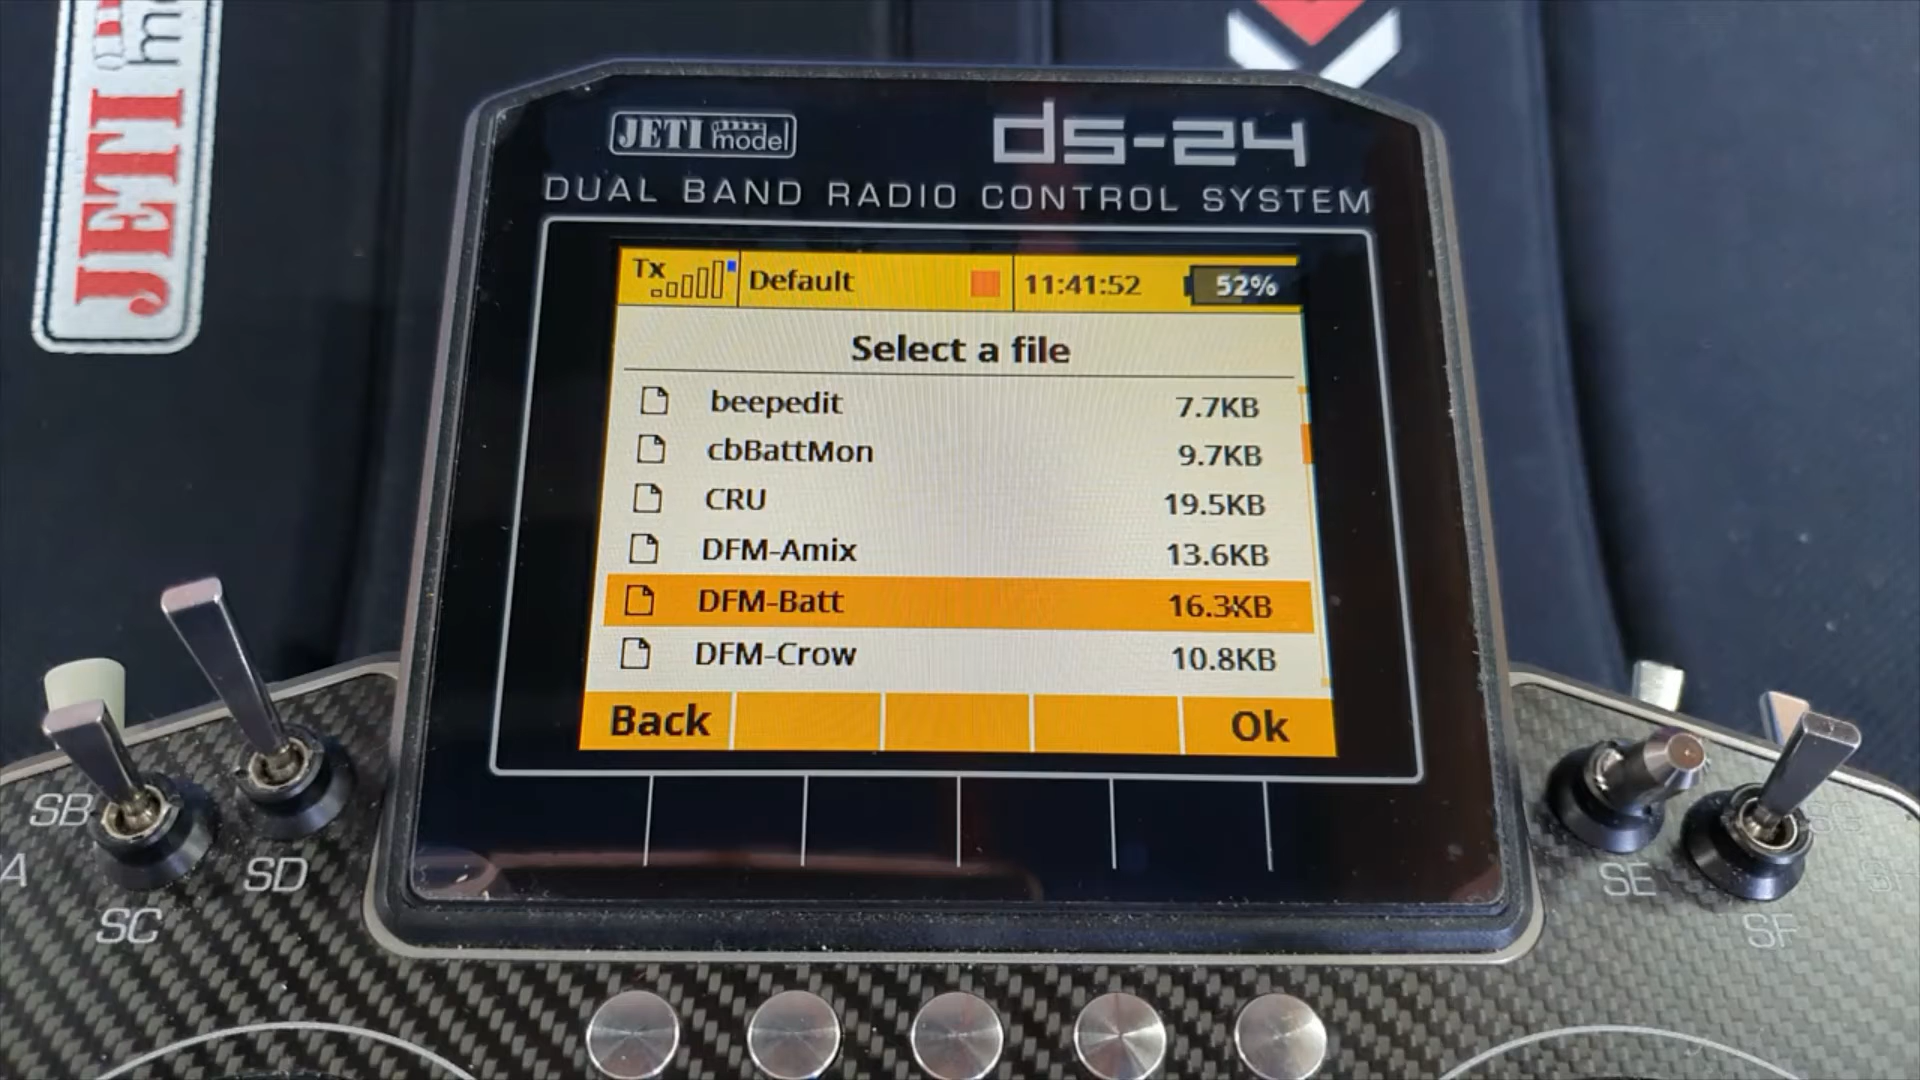 JETI
JETI model
ds-24
DUAL BAND RADIO CONTROL SYSTEM
Tx Default 11:41:52 52%
Select a file
beepedit 7.7KB
cbBattMon 9.7KB
CRU 19.5KB
DFM-Amix 13.6KB
DFM-Batt 16.3KB
DFM-Crow 10.8KB
Back Ok
SB
SD
SC
SE
SF